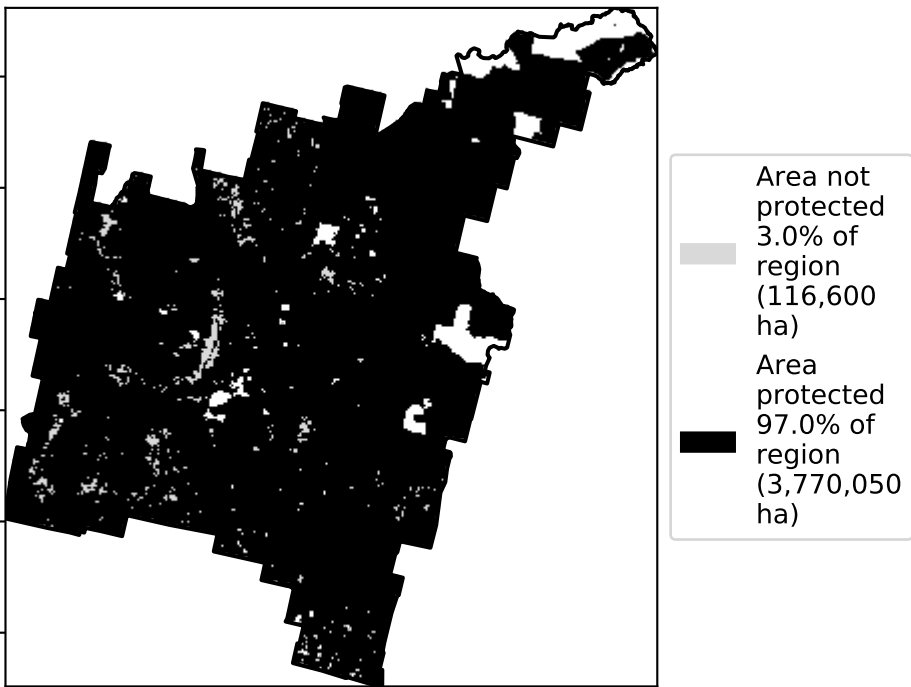 Area not
protected
3.0% of
region
(116,600
ha)
Area
protected
97.0% of
region
(3,770,050
ha)